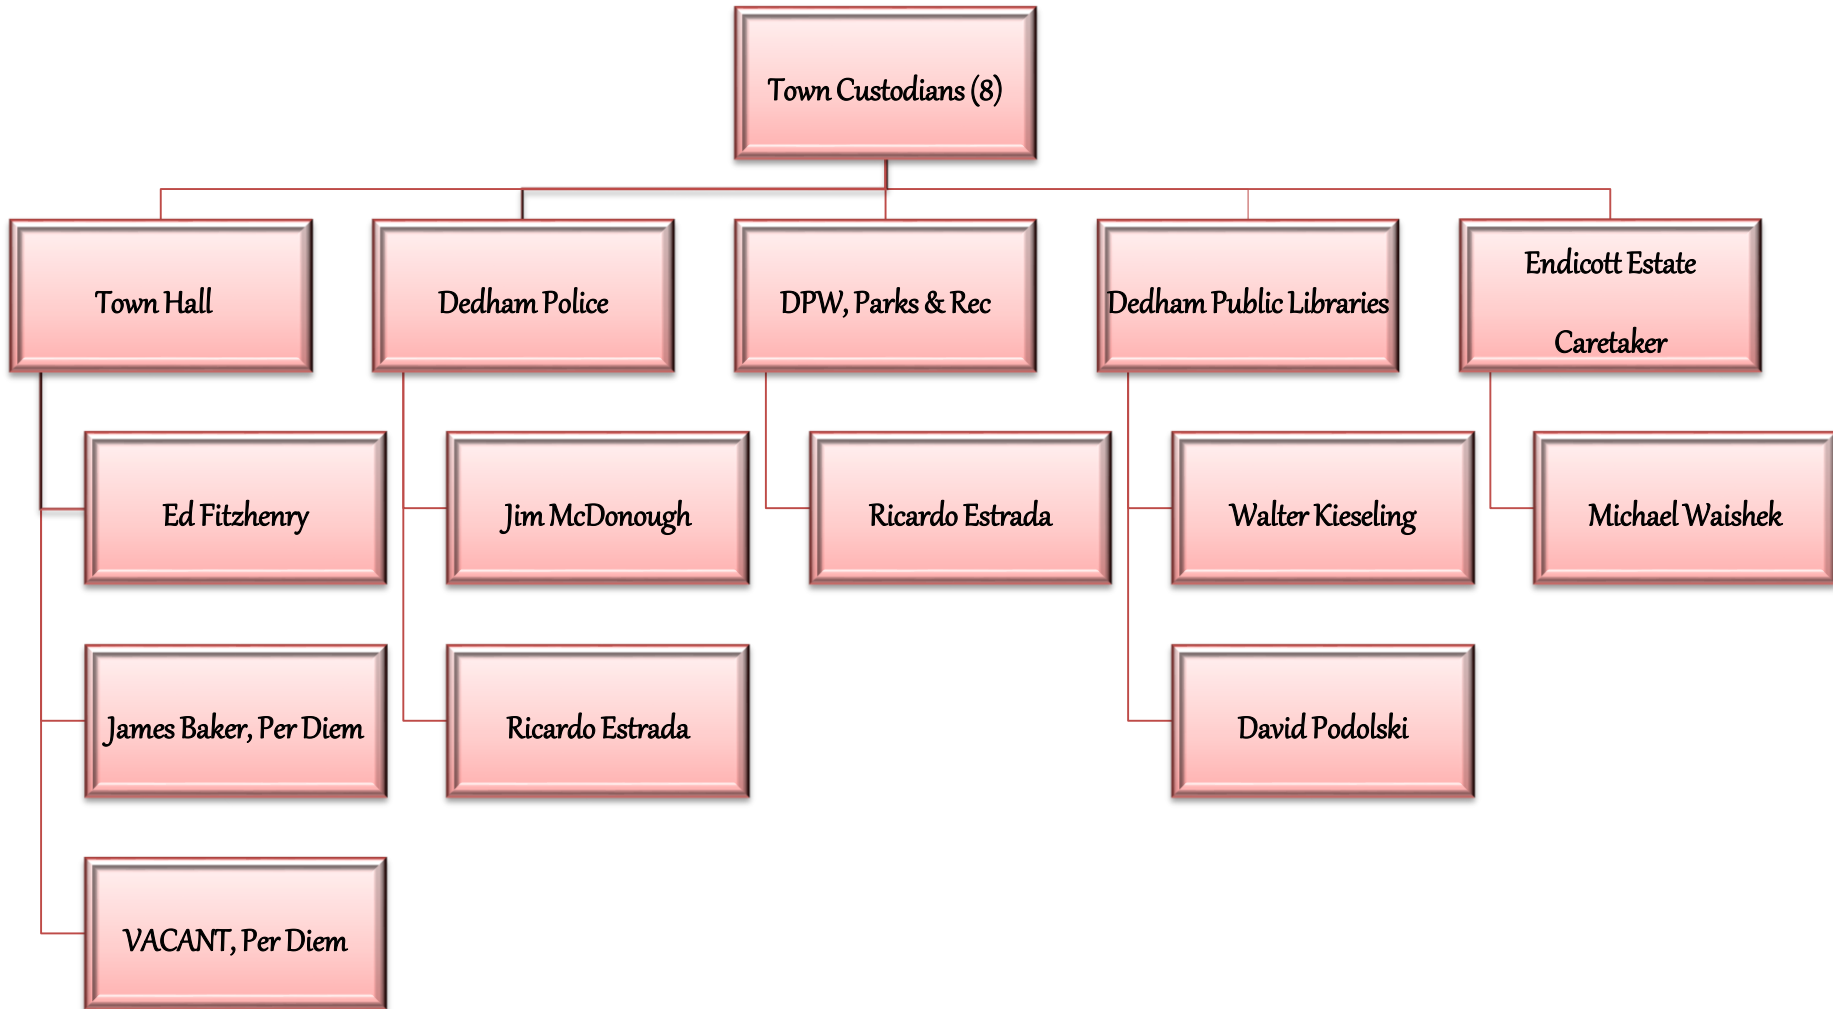 Town Custodians (8)
Town Hall
Dedham Police
DPW, Parks & Rec
Dedham Public Libraries
Endicott Estate
Caretaker
Ed Fitzhenry
Jim McDonough
Ricardo Estrada
Walter Kieseling
Michael Waishek
James Baker, Per Diem
Ricardo Estrada
David Podolski
VACANT, Per Diem